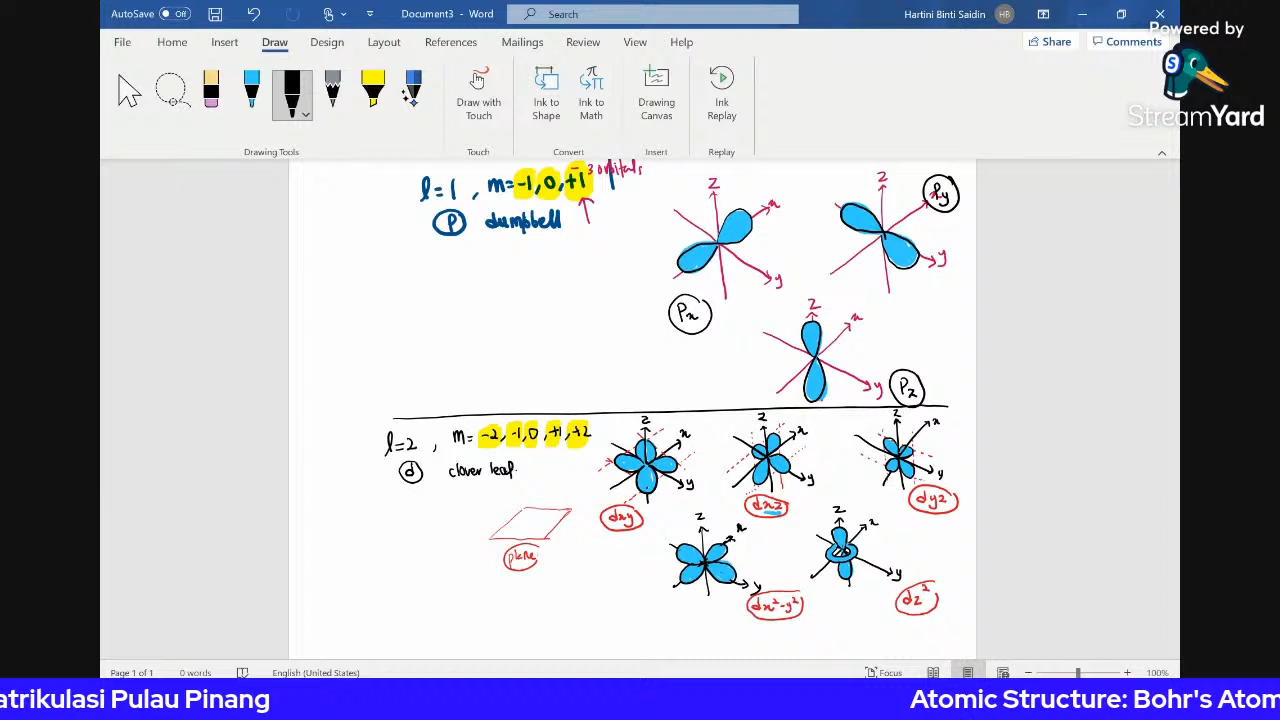 AutoSave Off Document3 - Word Search Hartini Binti Saidin HB
Powered by
StreamYard
File Home Insert Draw Design Layout References Mailings Review View Help Share Comments
Draw with Touch
Ink to Shape
Ink to Math
Drawing Canvas
Ink Replay
Drawing Tools Touch Convert Insert Replay
l=1 , m= -1, 0, +1 3 orbitals
p dumpbell
z x y Px
z x y Py
z x y Pz
l=2 , m= -2, -1, 0, +1, +2
d clover leaf
plane
z x y dxy
z x y dxz
z x y dyz
z x y dx²-y²
z x y dz²
Page 1 of 1 0 words English (United States) Focus 100%
atrikulasi Pulau Pinang
Atomic Structure: Bohr's Atom